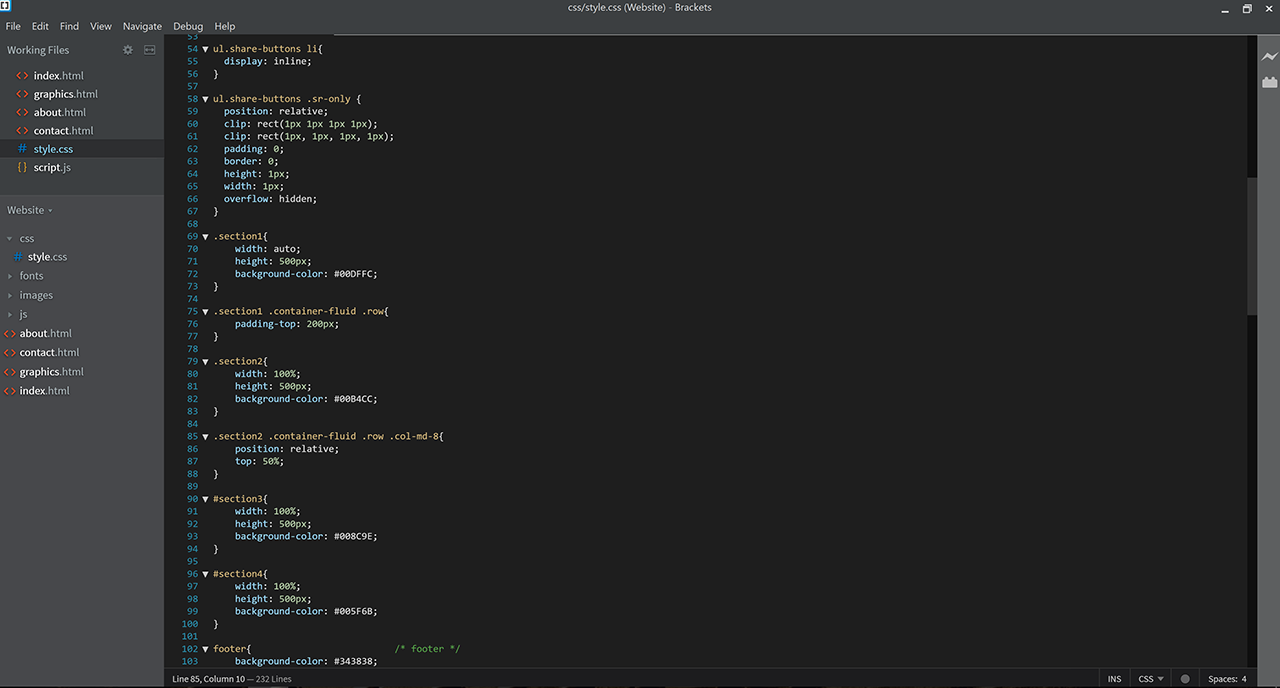 css/style.css (Website) - Brackets
File Edit Find View Navigate Debug Help
Working Files
index.html
graphics.html
about.html
contact.html
style.css
script.js
Website
css
style.css
fonts
images
js
about.html
contact.html
graphics.html
index.html
53
54 ul.share-buttons li{
55 display: inline;
56 }
57
58 ul.share-buttons .sr-only {
59 position: relative;
60 clip: rect(1px 1px 1px 1px);
61 clip: rect(1px, 1px, 1px, 1px);
62 padding: 0;
63 border: 0;
64 height: 1px;
65 width: 1px;
66 overflow: hidden;
67 }
68
69 .section1{
70 width: auto;
71 height: 500px;
72 background-color: #00DFFC;
73 }
74
75 .section1 .container-fluid .row{
76 padding-top: 200px;
77 }
78
79 .section2{
80 width: 100%;
81 height: 500px;
82 background-color: #00B4CC;
83 }
84
85 .section2 .container-fluid .row .col-md-8{
86 position: relative;
87 top: 50%;
88 }
89
90 #section3{
91 width: 100%;
92 height: 500px;
93 background-color: #008C9E;
94 }
95
96 #section4{
97 width: 100%;
98 height: 500px;
99 background-color: #005F6B;
100 }
101
102 footer{ /* footer */
103 background-color: #343838;
Line 85, Column 10 — 232 Lines
INS CSS Spaces: 4